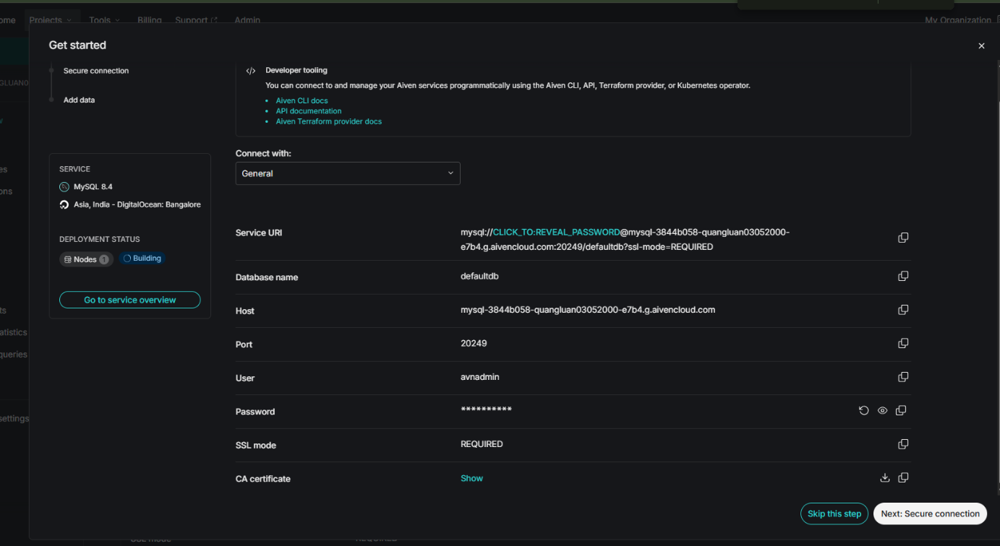 ome
Projects
Tools
Billing
Support
Admin
My Organization
Get started
Secure connection
Add data
GLUAN0
Developer tooling
You can connect to and manage your Aiven services programmatically using the Aiven CLI, API, Terraform provider, or Kubernetes operator.
Aiven CLI docs
API documentation
Aiven Terraform provider docs
SERVICE
MySQL 8.4
Asia, India - DigitalOcean: Bangalore
DEPLOYMENT STATUS
Nodes 1
Building
Go to service overview
es
ons
ts
atistics
queries
settings
Connect with:
General
Service URI
mysql://CLICK_TO:REVEAL_PASSWORD@mysql-3844b058-quangluan03052000-
e7b4.g.aivencloud.com:20249/defaultdb?ssl-mode=REQUIRED
Database name
defaultdb
Host
mysql-3844b058-quangluan03052000-e7b4.g.aivencloud.com
Port
20249
User
avnadmin
Password
**********
SSL mode
REQUIRED
CA certificate
Show
Skip this step
Next: Secure connection